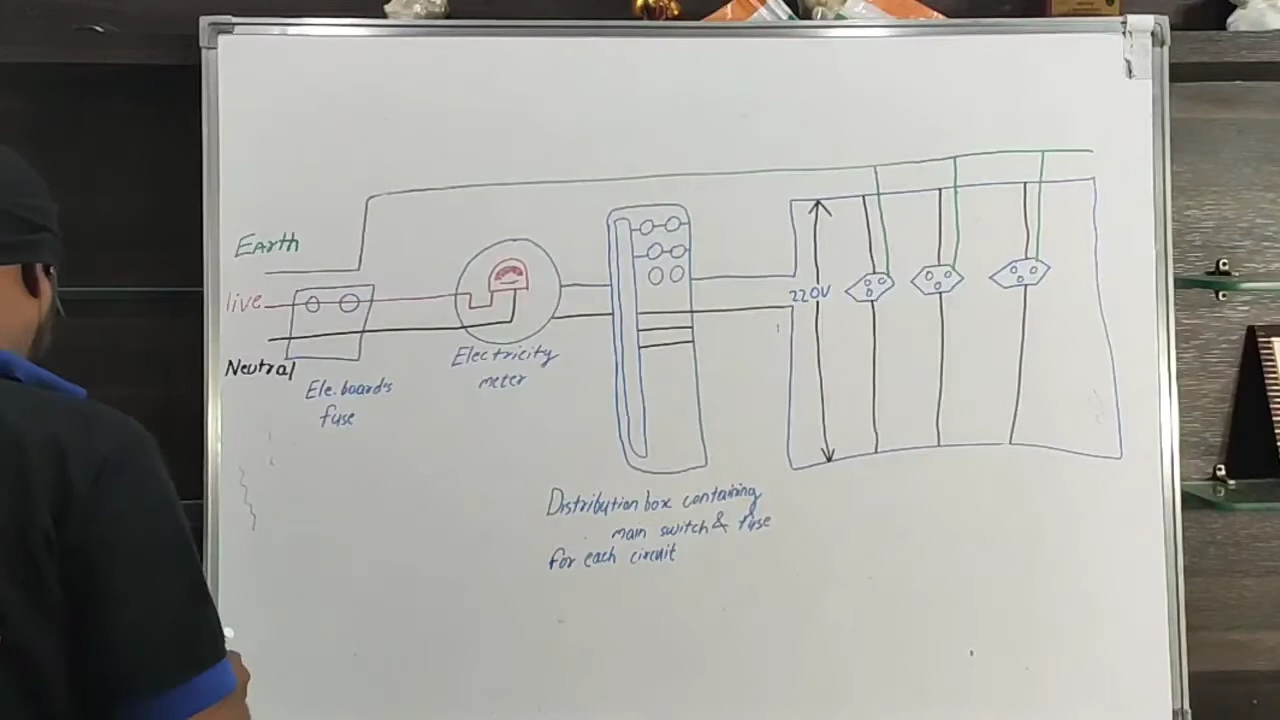 EArth
live
Neutral
Ele. board's
fuse
Electricity
meter
220V
Distribution box containing
main switch & fuse
for each circuit